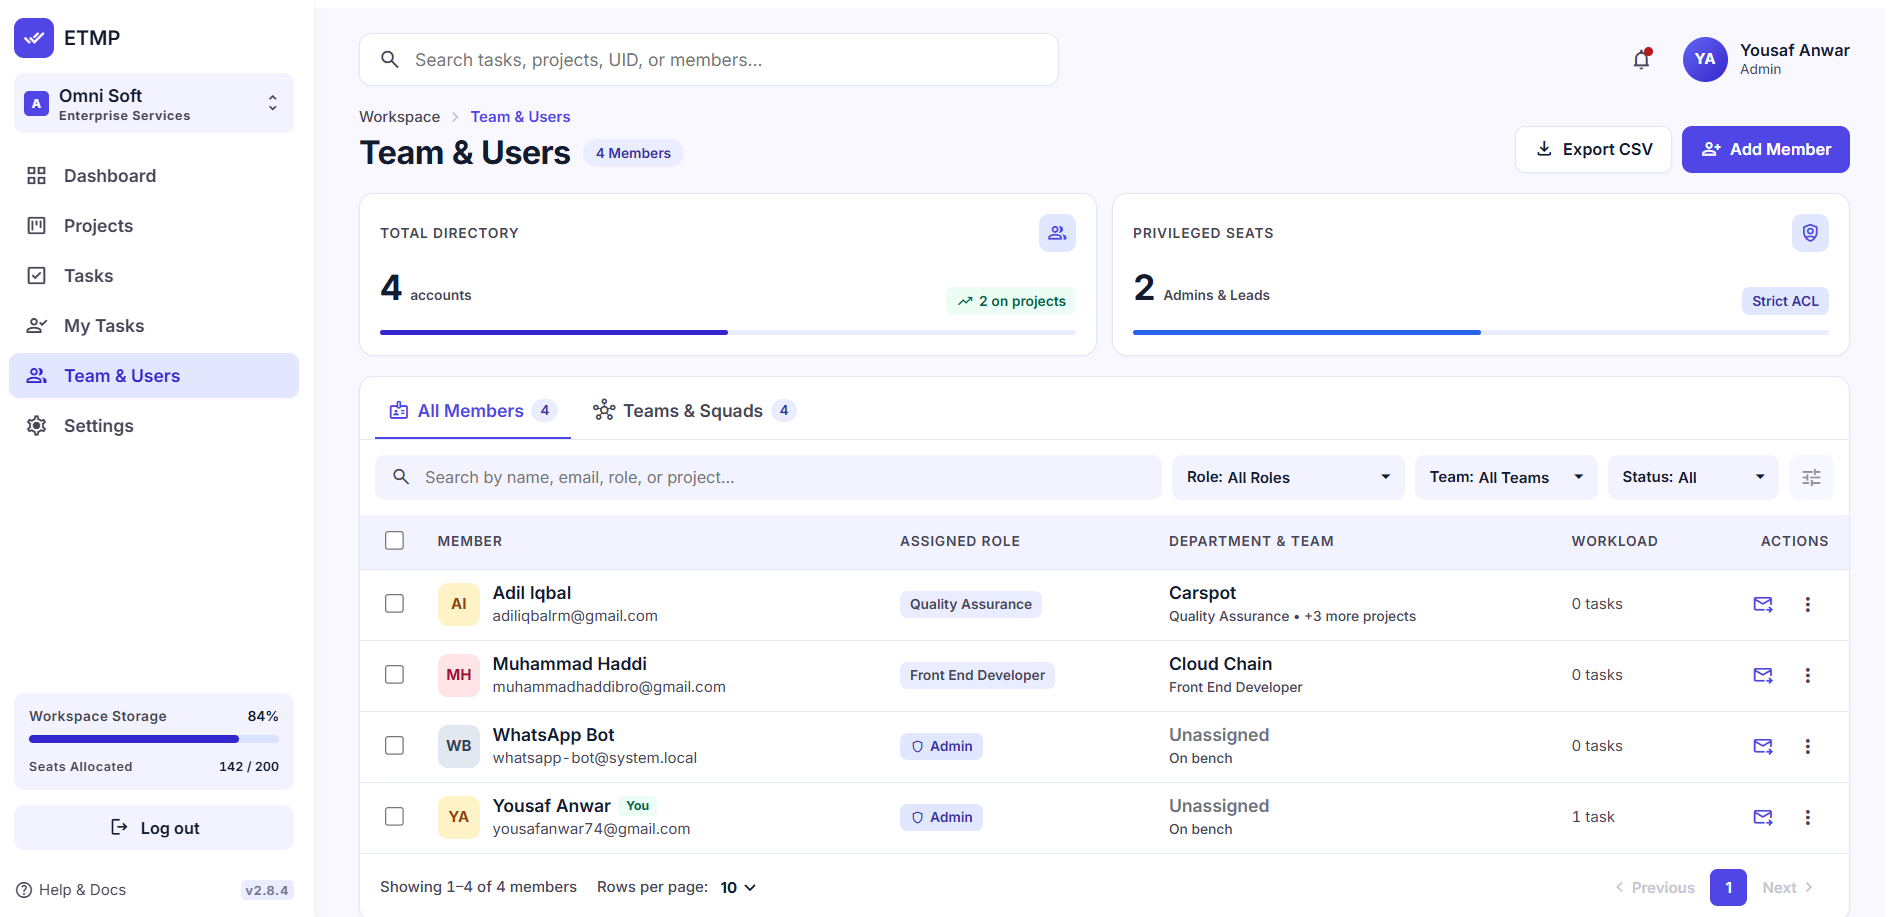 ETMP
A
Omni Soft
Enterprise Services
Dashboard
Projects
Tasks
My Tasks
Team & Users
Settings
Workspace Storage 84%
Seats Allocated 142 / 200
Log out
Help & Docs v2.8.4
Search tasks, projects, UID, or members...
YA
Yousaf Anwar
Admin
Workspace > Team & Users
Team & Users 4 Members
Export CSV
Add Member
TOTAL DIRECTORY
4 accounts
2 on projects
PRIVILEGED SEATS
2 Admins & Leads
Strict ACL
All Members 4
Teams & Squads 4
Search by name, email, role, or project...
Role: All Roles
Team: All Teams
Status: All
MEMBER ASSIGNED ROLE DEPARTMENT & TEAM WORKLOAD ACTIONS
AI
Adil Iqbal
adiliqbalrm@gmail.com
Quality Assurance
Carspot
Quality Assurance • +3 more projects
0 tasks
MH
Muhammad Haddi
muhammadhaddibro@gmail.com
Front End Developer
Cloud Chain
Front End Developer
0 tasks
WB
WhatsApp Bot
whatsapp-bot@system.local
Admin
Unassigned
On bench
0 tasks
YA
Yousaf Anwar You
yousafanwar74@gmail.com
Admin
Unassigned
On bench
1 task
Showing 1–4 of 4 members Rows per page: 10
Previous 1 Next